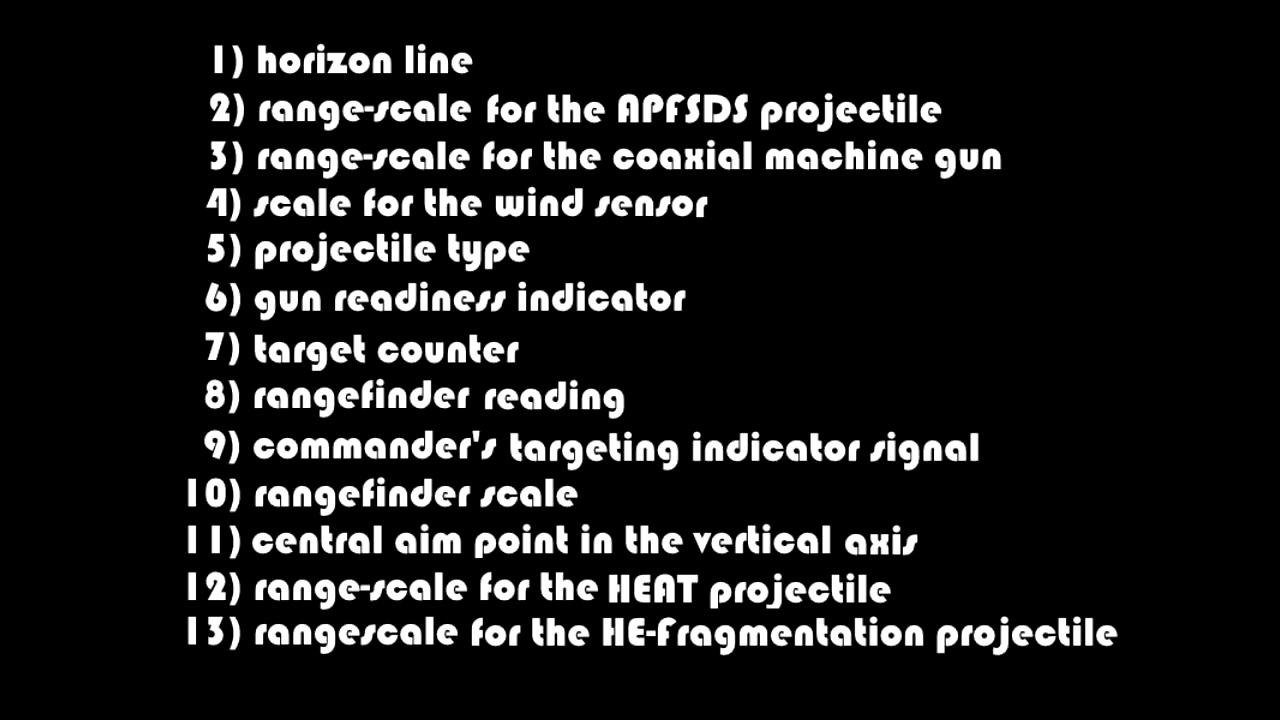 1) horizon line
2) range-scale for the APFSDS projectile
3) range-scale for the coaxial machine gun
4) scale for the wind sensor
5) projectile type
6) gun readiness indicator
7) target counter
8) rangefinder reading
9) commander's targeting indicator signal
10) rangefinder scale
11) central aim point in the vertical axis
12) range-scale for the HEAT projectile
13) rangescale for the HE-Fragmentation projectile